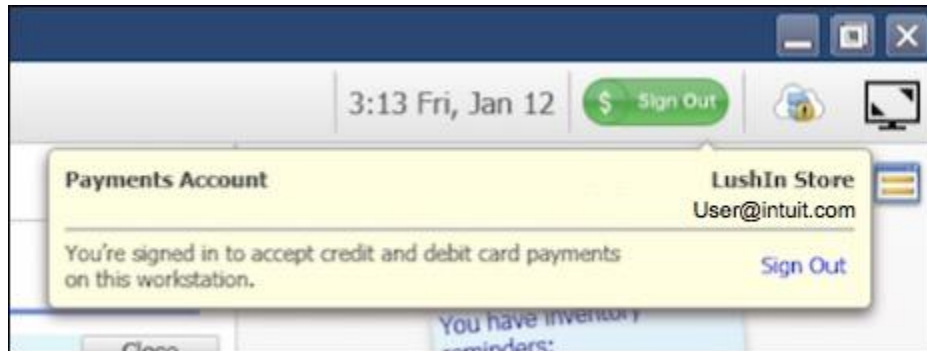 3:13 Fri, Jan 12
$ Sign Out
Payments Account
LushIn Store
User@intuit.com
You're signed in to accept credit and debit card payments
on this workstation.
Sign Out
You have inventory
reminders:
Close